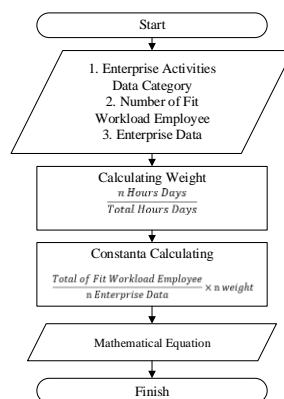 Start
1. Enterprise Activities
Data Category
2. Number of Fit
Workload Employee
3. Enterprise Data
Calculating Weight
n Hours Days
Total Hours Days
Constanta Calculating
Total of Fit Workload Employee
n Enterprise Data
× n weight
Mathematical Equation
Finish